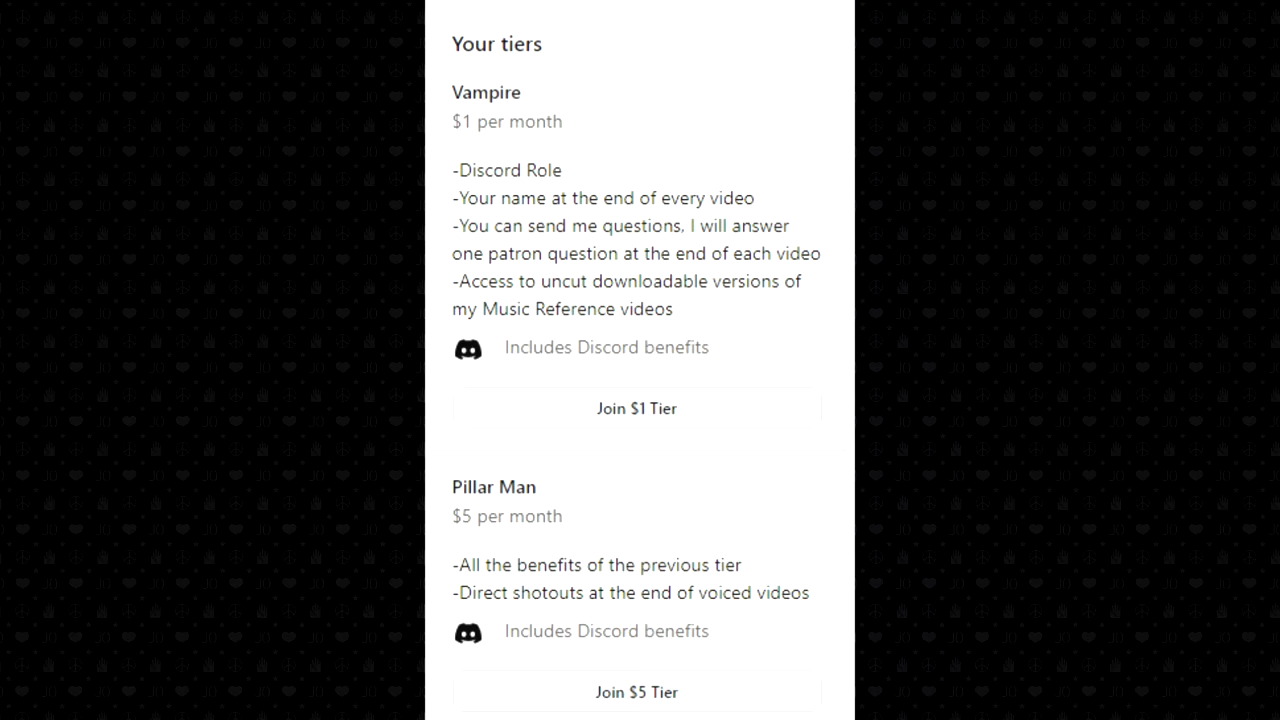 Your tiers
Vampire
$1 per month
-Discord Role
-Your name at the end of every video
-You can send me questions, I will answer
one patron question at the end of each video
-Access to uncut downloadable versions of
my Music Reference videos
Includes Discord benefits
Join $1 Tier
Pillar Man
$5 per month
-All the benefits of the previous tier
-Direct shotouts at the end of voiced videos
Includes Discord benefits
Join $5 Tier